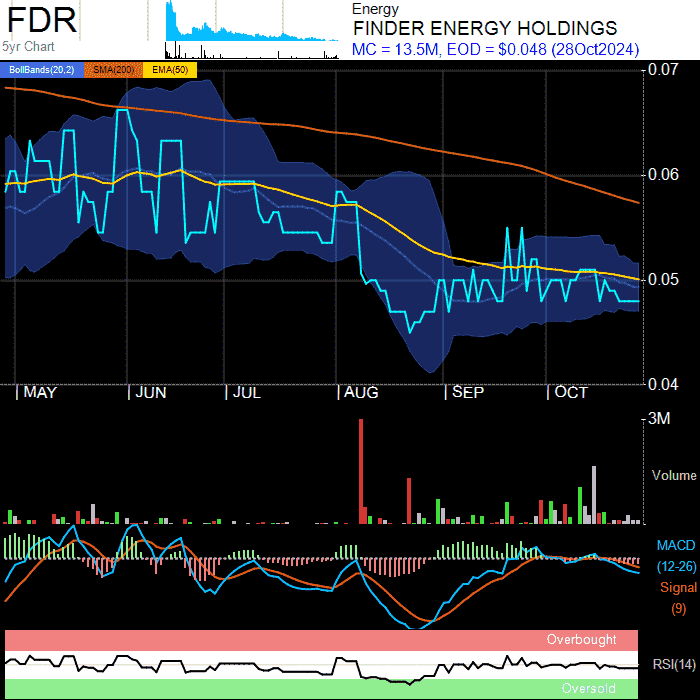 FDR
5yr Chart
Energy
FINDER ENERGY HOLDINGS
MC = 13.5M, EOD = $0.048 (28Oct2024)
BollBands(20,2) SMA(200) EMA(50)
0.07
0.06
0.05
0.04
MAY JUN JUL AUG SEP OCT
3M
Volume
MACD
(12-26)
Signal
(9)
Overbought
RSI(14)
Oversold